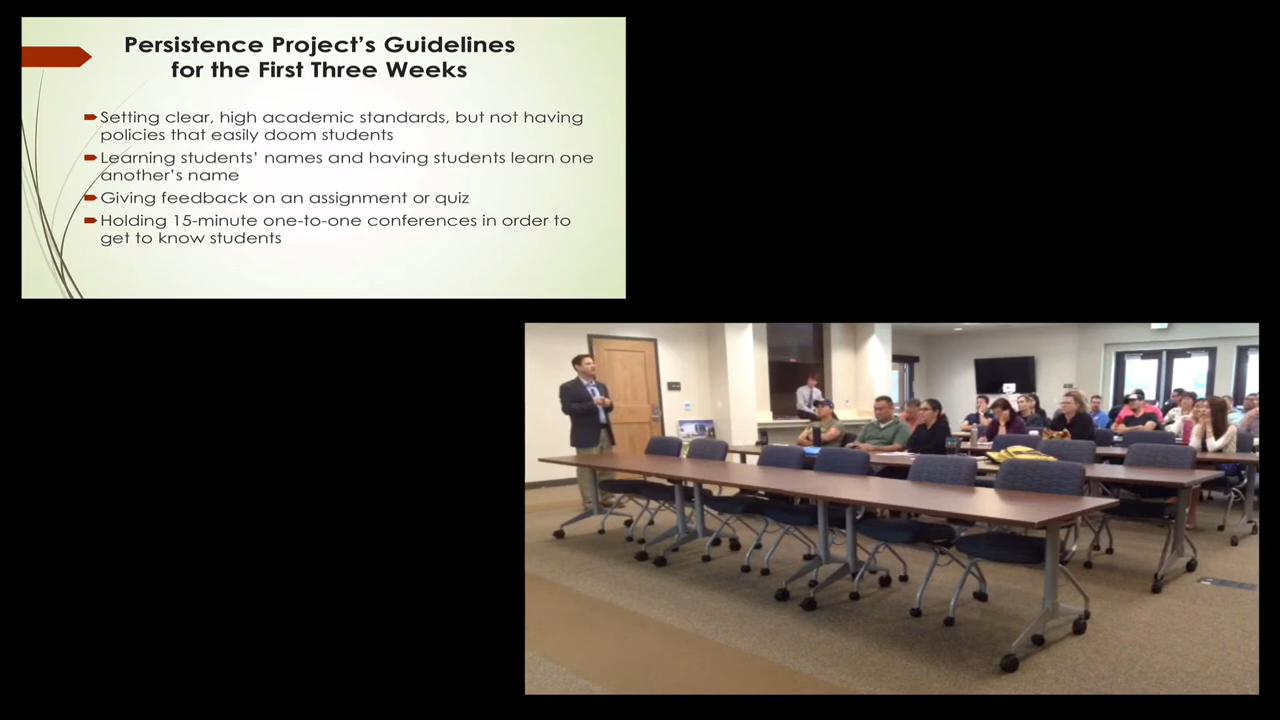 Persistence Project's Guidelines
for the First Three Weeks
Setting clear, high academic standards, but not having
policies that easily doom students
Learning students' names and having students learn one
another's name
Giving feedback on an assignment or quiz
Holding 15-minute one-to-one conferences in order to
get to know students